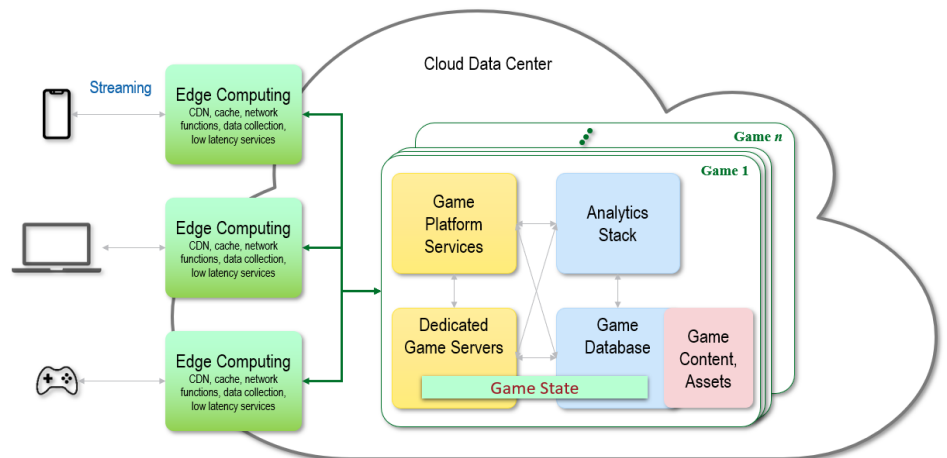 Cloud Data Center
Streaming
Edge Computing
CDN, cache, network
functions, data collection,
low latency services
Game n
Game 1
Game
Platform
Services
Analytics
Stack
Edge Computing
CDN, cache, network
functions, data collection,
low latency services
Dedicated
Game Servers
Game
Database
Game
Content,
Assets
Game State
Edge Computing
CDN, cache, network
functions, data collection,
low latency services